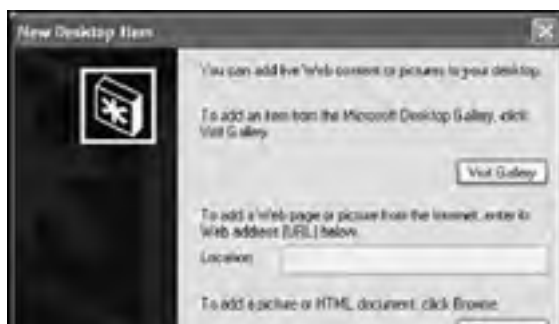 New Desktop Item
You can add live Web content or pictures to your desktop.
To add an item from the Microsoft Desktop Gallery, click
Visit Gallery.
Visit Gallery
To add a Web page or picture from the Internet, enter its
Web address (URL) below.
Location:
To add a picture or HTML document, click Browse